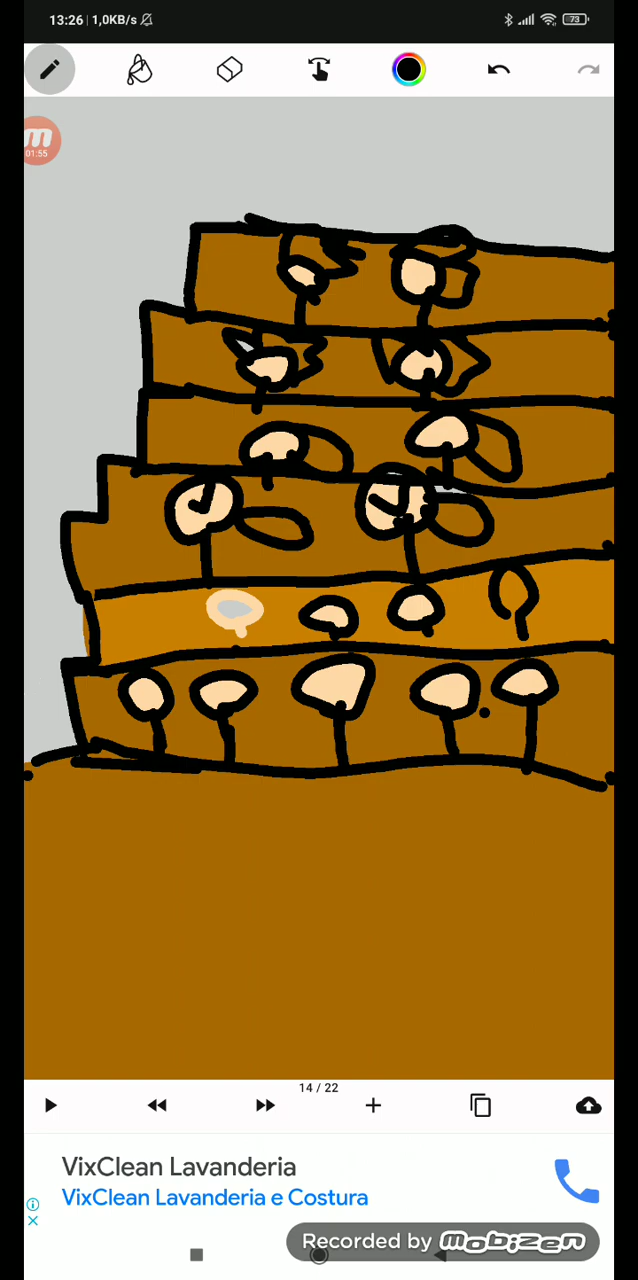 13:26 1,0KB/s 73
01:55
14 / 22
VixClean Lavanderia
VixClean Lavanderia e Costura
Recorded by mobizen